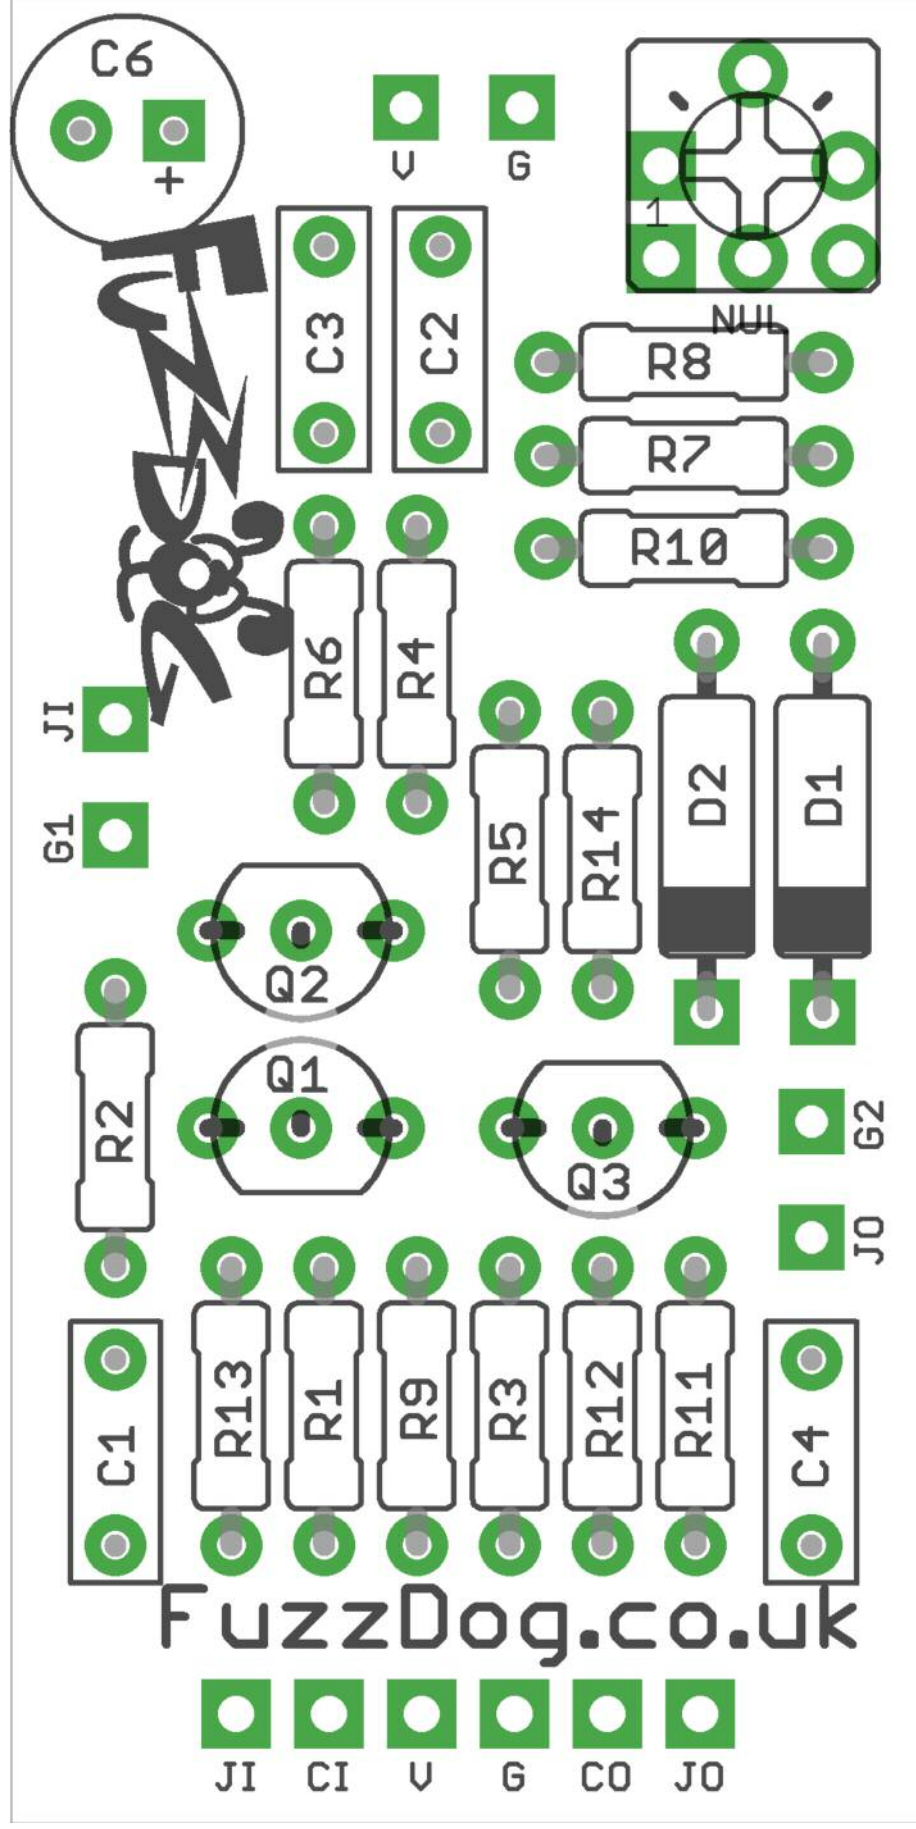 C6
+
V G
1
NUL
FuzzDog
C3 C2
R8
R7
R10
R6 R4
JI
G1
R5 R14 D2 D1
Q2
Q1
R2
Q3
G2
JO
C1 R13 R1 R9 R3 R12 R11 C4
FuzzDog.co.uk
JI CI V G CO JO